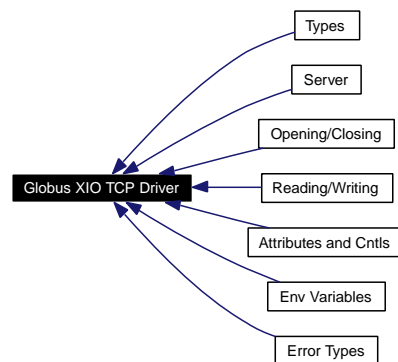 Types
Server
Opening/Closing
Globus XIO TCP Driver
Reading/Writing
Attributes and Cntls
Env Variables
Error Types